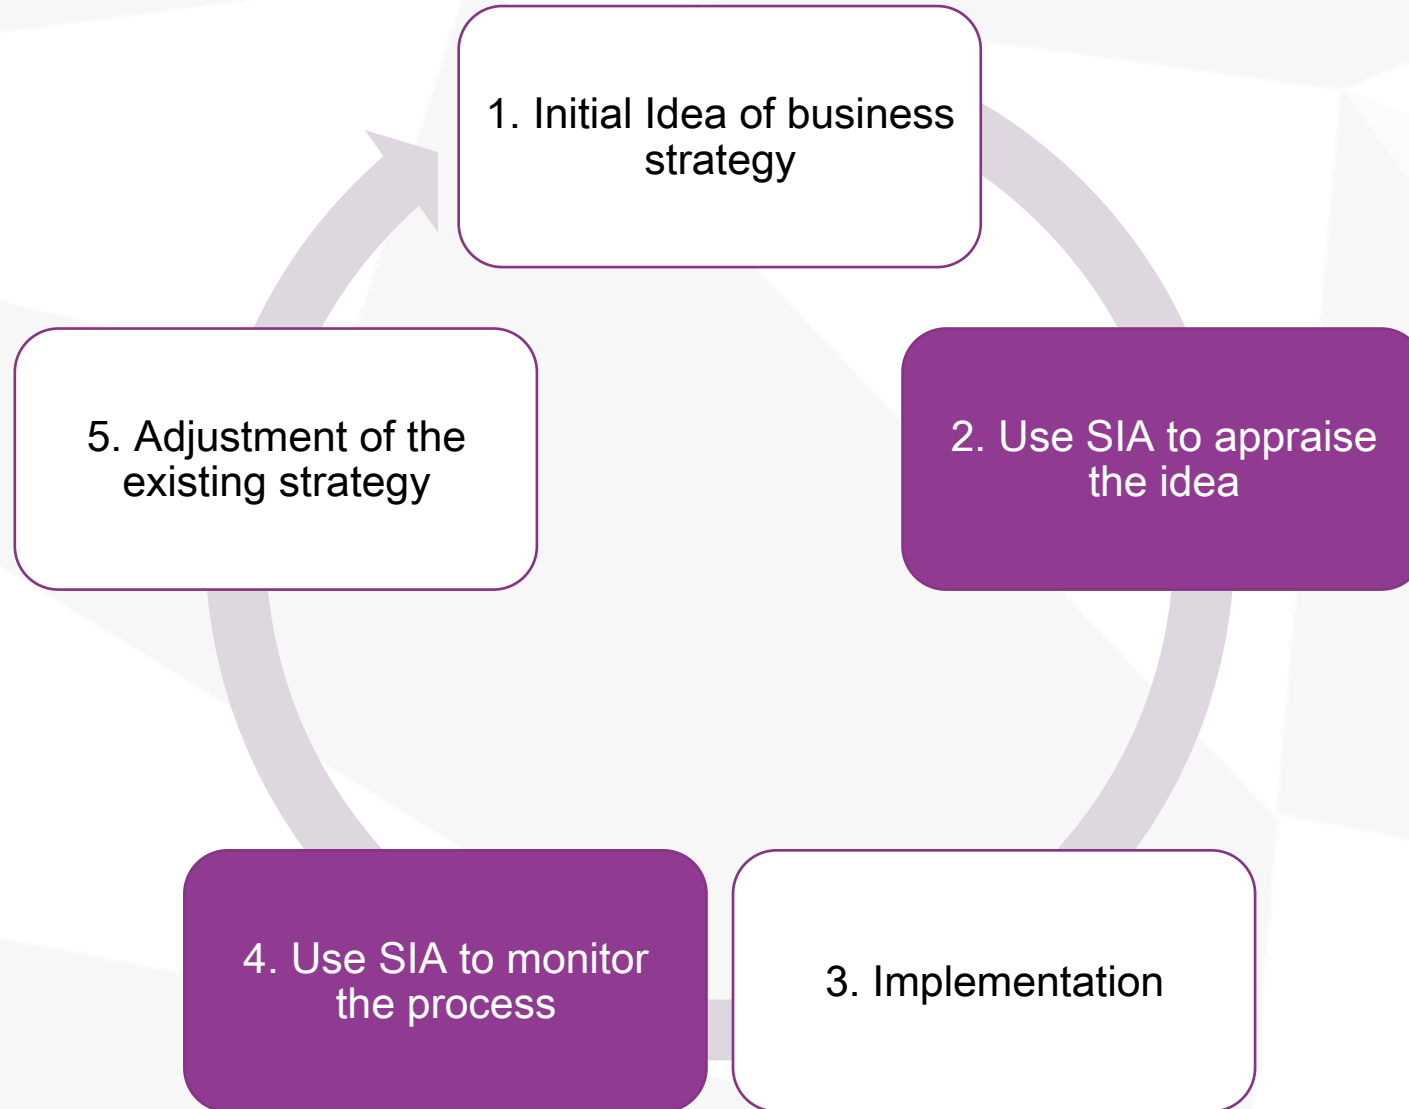 1. Initial Idea of business
strategy
2. Use SIA to appraise
the idea
3. Implementation
4. Use SIA to monitor
the process
5. Adjustment of the
existing strategy